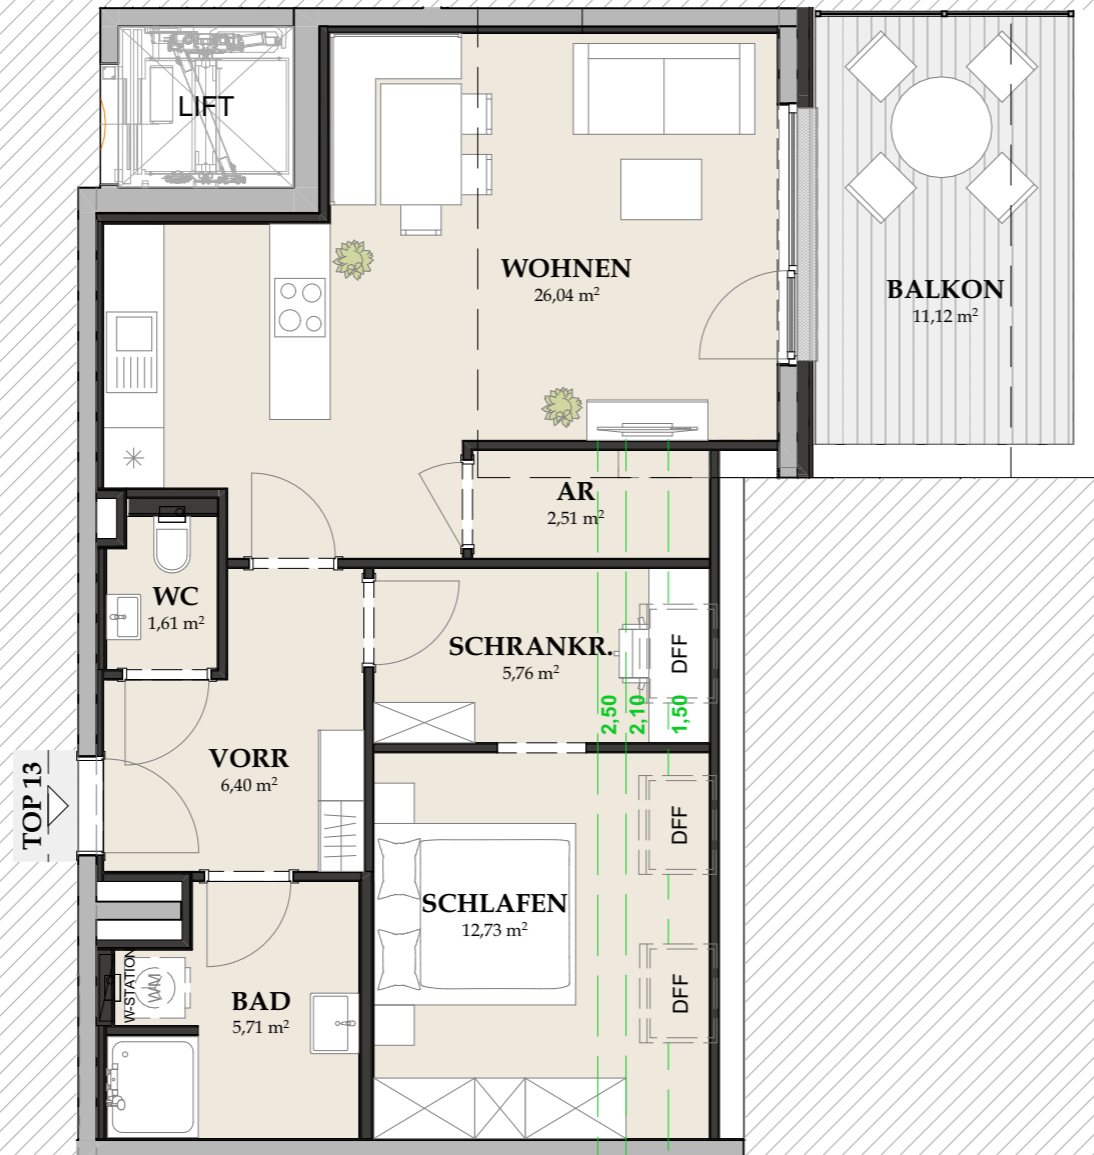 LIFT
WOHNEN
26,04 m²
BALKON
11,12 m²
AR
2,51 m²
WC
1,61 m²
SCHRANKR.
5,76 m²
DFF
2,50
2,10
1,50
VORR
6,40 m²
TOP 13
DFF
SCHLAFEN
12,73 m²
DFF
W-STATION
WM
BAD
5,71 m²